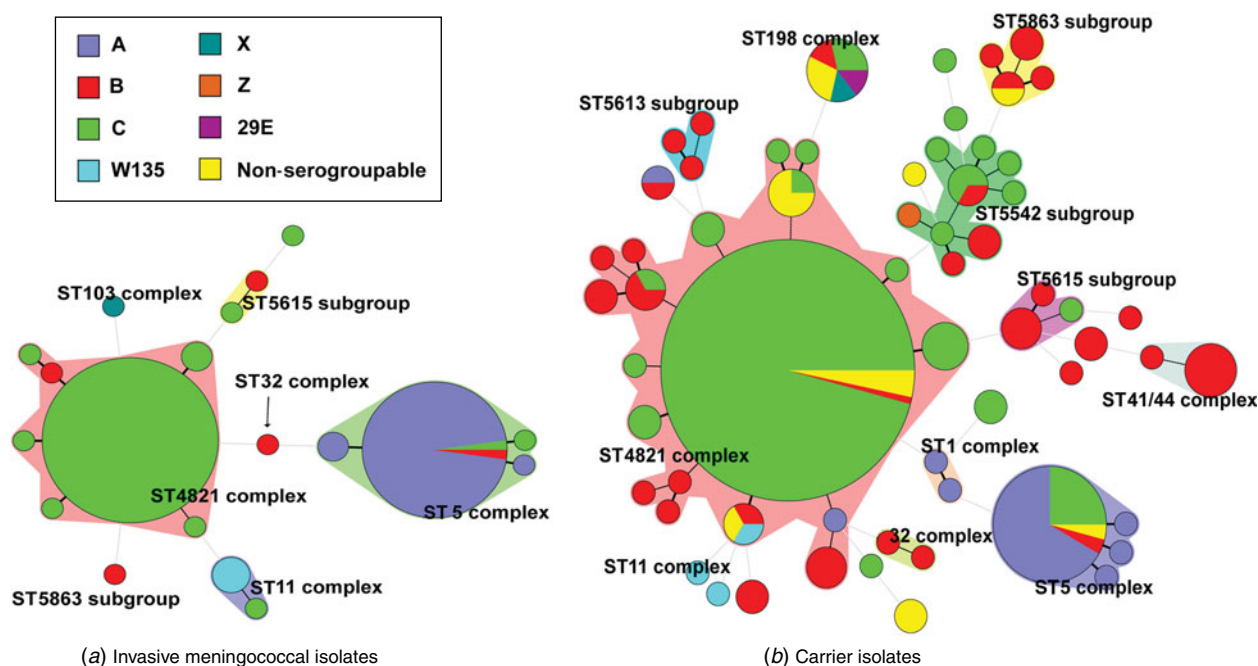 A
B
C
W135
X
Z
29E
Non-serogroupable
ST103 complex
ST5615 subgroup
ST32 complex
ST4821 complex
ST 5 complex
ST11 complex
ST5863 subgroup
(a) Invasive meningococcal isolates
ST198 complex
ST5863 subgroup
ST5613 subgroup
ST5542 subgroup
ST5615 subgroup
ST41/44 complex
ST1 complex
ST4821 complex
32 complex
ST11 complex
ST5 complex
(b) Carrier isolates